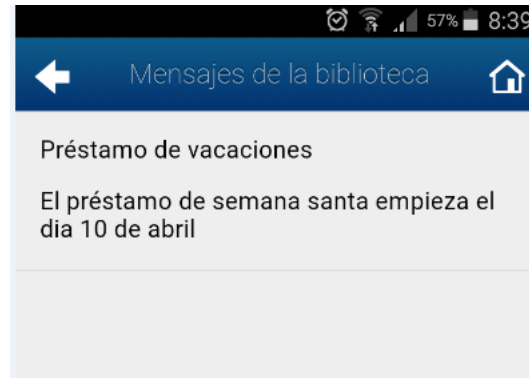 57% 8:39
Mensajes de la biblioteca
Préstamo de vacaciones
El préstamo de semana santa empieza el
dia 10 de abril